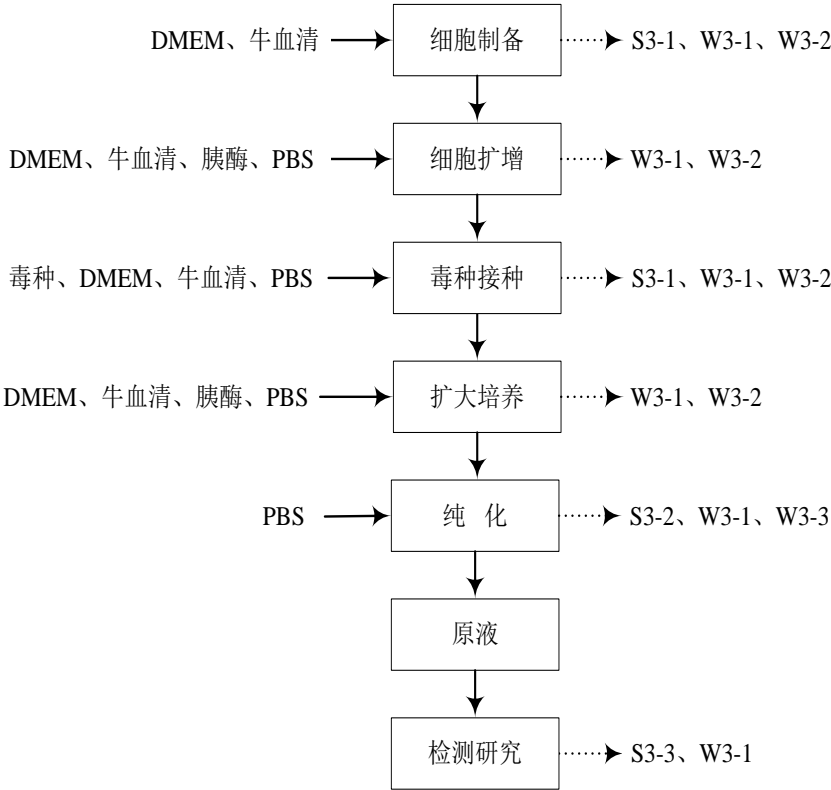 DMEM、牛血清 细胞制备 S3-1、W3-1、W3-2
DMEM、牛血清、胰酶、PBS 细胞扩增 W3-1、W3-2
毒种、DMEM、牛血清、PBS 毒种接种 S3-1、W3-1、W3-2
DMEM、牛血清、胰酶、PBS 扩大培养 W3-1、W3-2
PBS 纯 化 S3-2、W3-1、W3-3
原液
检测研究 S3-3、W3-1